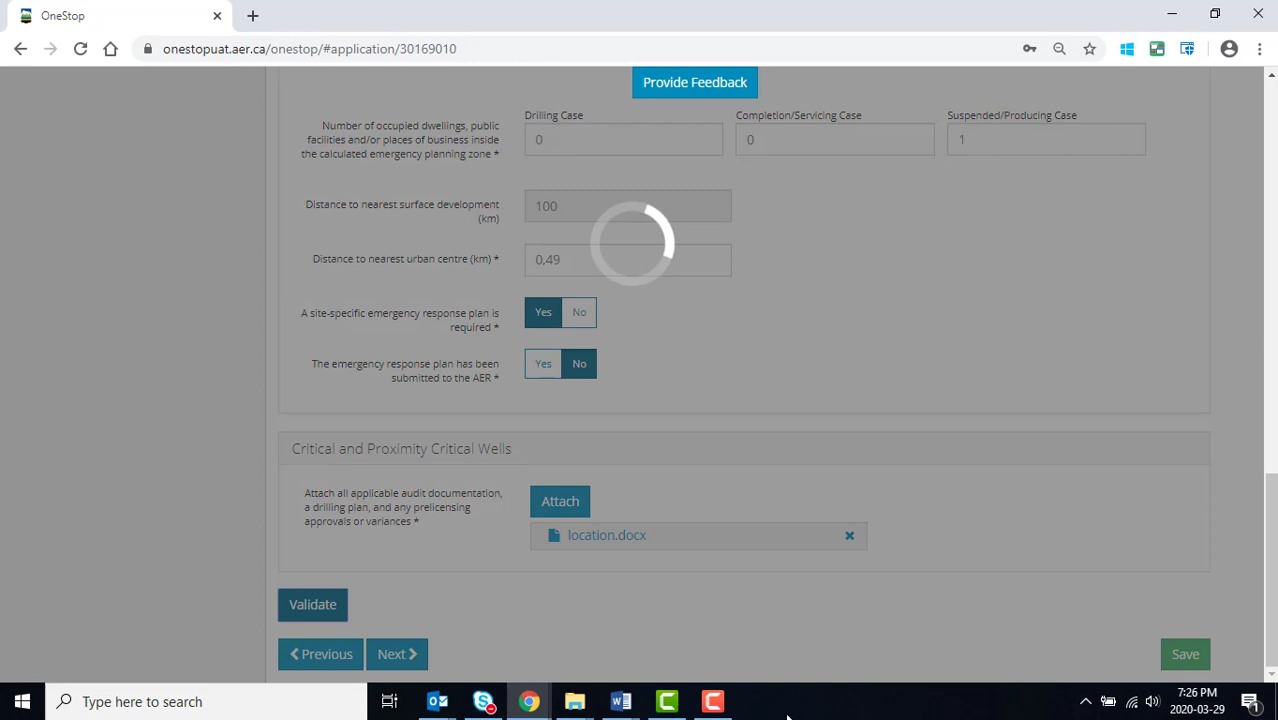 OneStop
onestopuat.aer.ca/onestop/#application/30169010
Provide Feedback
Number of occupied dwellings, public
facilities and/or places of business inside
the calculated emergency planning zone *
Drilling Case
Completion/Servicing Case
Suspended/Producing Case
0
0
1
Distance to nearest surface development
(km)
100
Distance to nearest urban centre (km) *
0,49
A site-specific emergency response plan is
required *
Yes
No
The emergency response plan has been
submitted to the AER *
Yes
No
Critical and Proximity Critical Wells
Attach all applicable audit documentation,
a drilling plan, and any prelicensing
approvals or variances *
Attach
location.docx
Validate
Previous
Next
Save
Type here to search
7:26 PM
2020-03-29
1